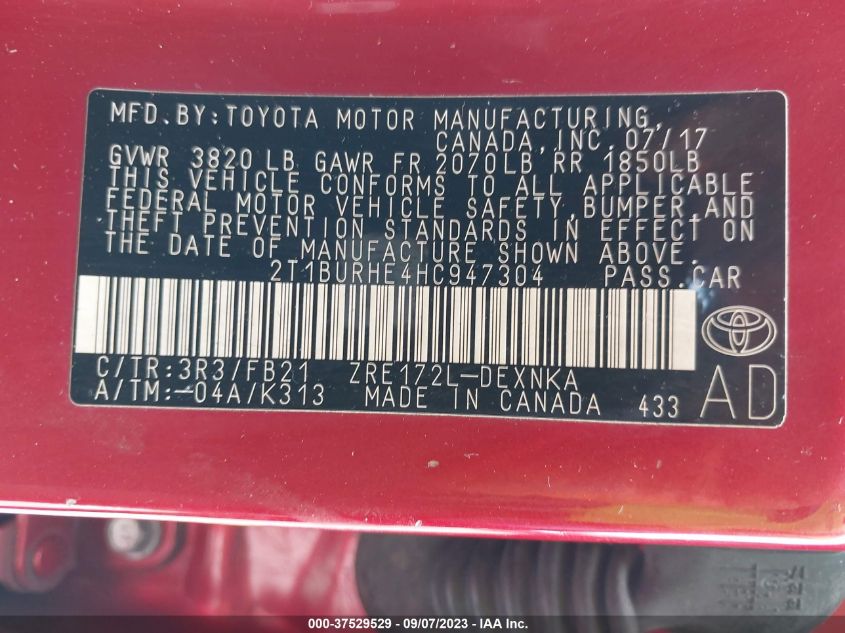 MFD.BY:TOYOTA MOTOR MANUFACTURING,
CANADA,INC. 07/17
GVWR 3820 LB GAWR FR 2070LB RR 1850LB
THIS VEHICLE CONFORMS TO ALL APPLICABLE
FEDERAL MOTOR VEHICLE SAFETY,BUMPER,AND
THEFT PREVENTION STANDARDS IN EFFECT ON
THE DATE OF MANUFACTURE SHOWN ABOVE.
2T1BURHE4HC947304 PASS.CAR
C/TR:3R3/FB21 ZRE172L-DEXNKA
A/TM:-04A/K313 MADE IN CANADA 433 AD
000-37529529 - 09/07/2023 - IAA Inc.